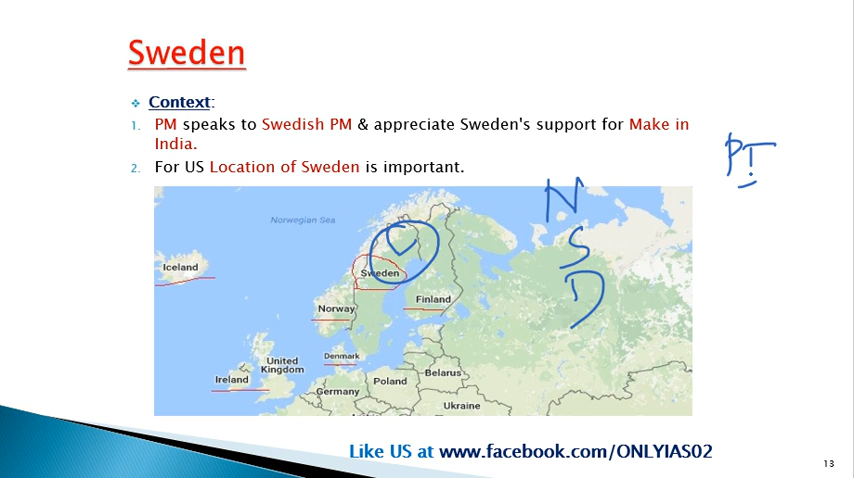 Sweden
Context:
1. PM speaks to Swedish PM & appreciate Sweden's support for Make in
India.
2. For US Location of Sweden is important.
PT
N
S
D
Norwegian Sea
Iceland
Sweden
Finland
Norway
Denmark
United
Kingdom
Ireland
Belarus
Poland
Germany
Ukraine
Like US at www.facebook.com/ONLYIAS02
13